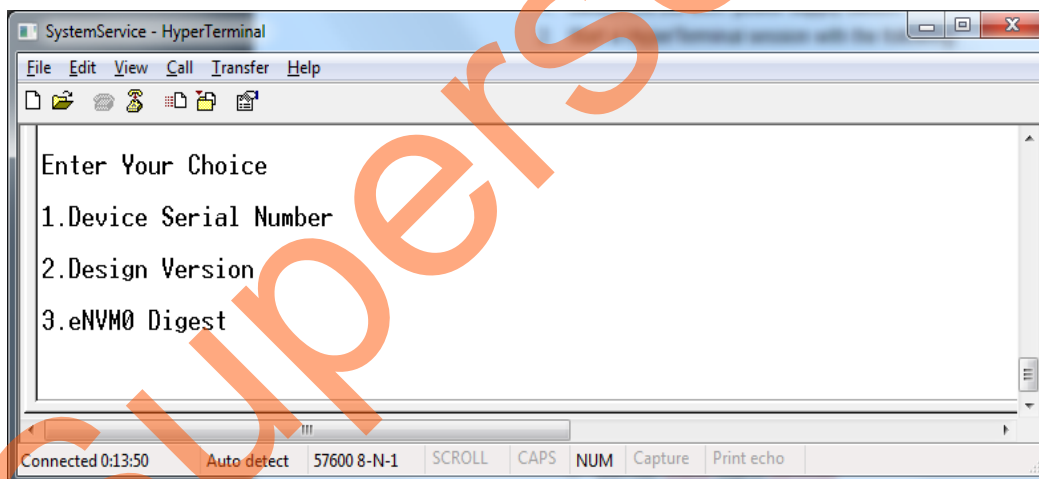 SystemService - HyperTerminal
File Edit View Call Transfer Help
Enter Your Choice
1.Device Serial Number
2.Design Version
3.eNVM0 Digest
Connected 0:13:50 Auto detect 57600 8-N-1 SCROLL CAPS NUM Capture Print echo
Supers